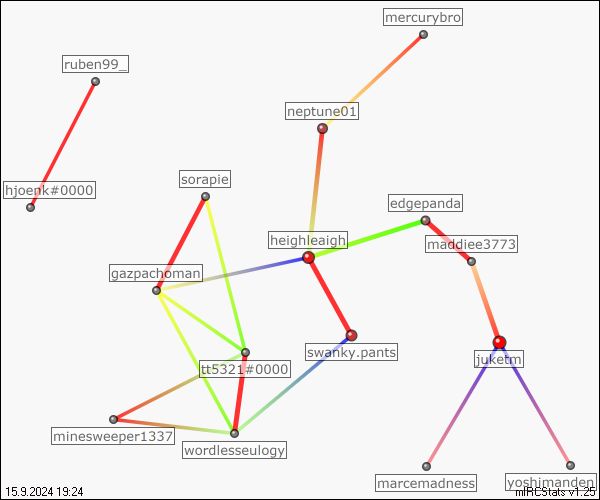 mercurybro
ruben99_
neptune01
sorapie
hjoerk#0000
edgepanda
heighleaigh
maddiee3773
gazpachoman
swanky.pants
juketm
tt5321#0000
minesweeper1337
wordlesseulogy
marcemadness
yoshimanden
15.9.2024 19:24
mIRCStats v1.25